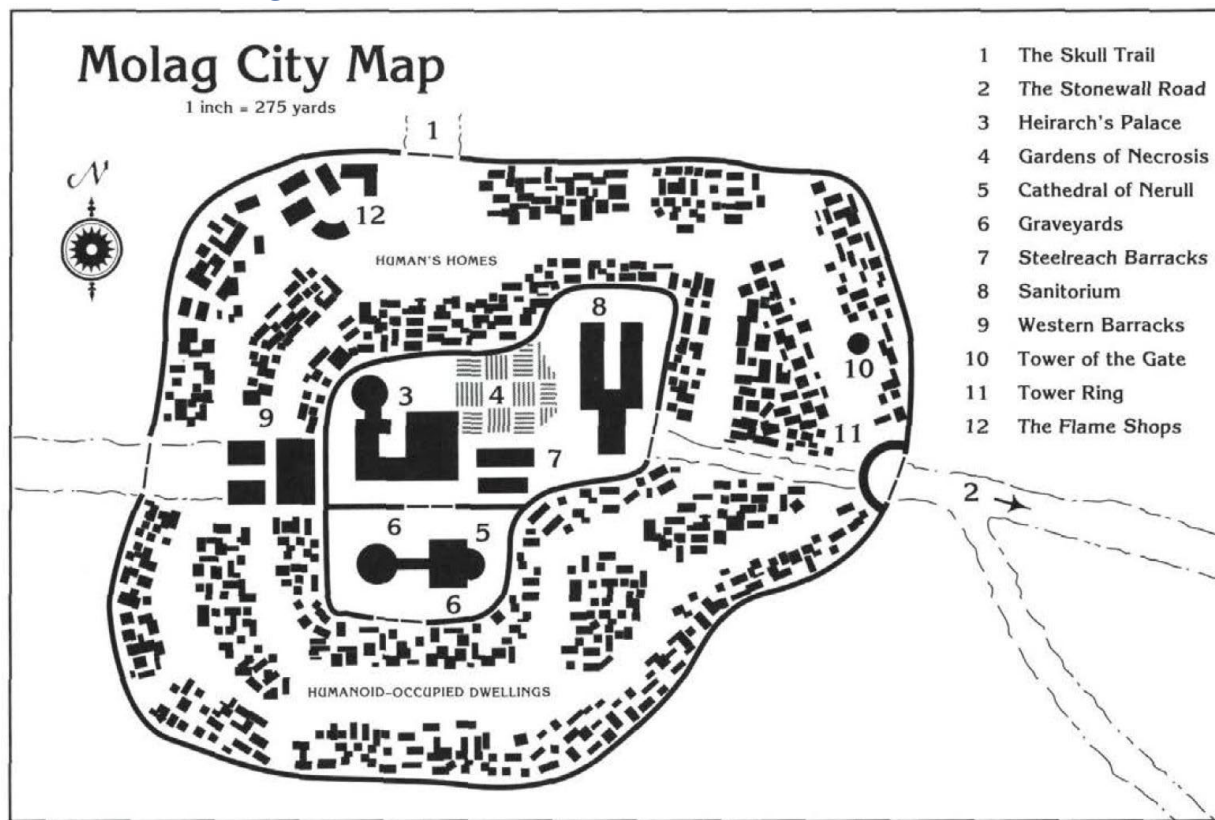 Molag City Map
1 inch = 275 yards
N
1 The Skull Trail
2 The Stonewall Road
3 Heirarch's Palace
4 Gardens of Necrosis
5 Cathedral of Nerull
6 Graveyards
7 Steelreach Barracks
8 Sanitorium
9 Western Barracks
10 Tower of the Gate
11 Tower Ring
12 The Flame Shops
1
12
HUMAN'S HOMES
8
10
3
4
9
11
7
2
6
5
6
HUMANOID-OCCUPIED DWELLINGS